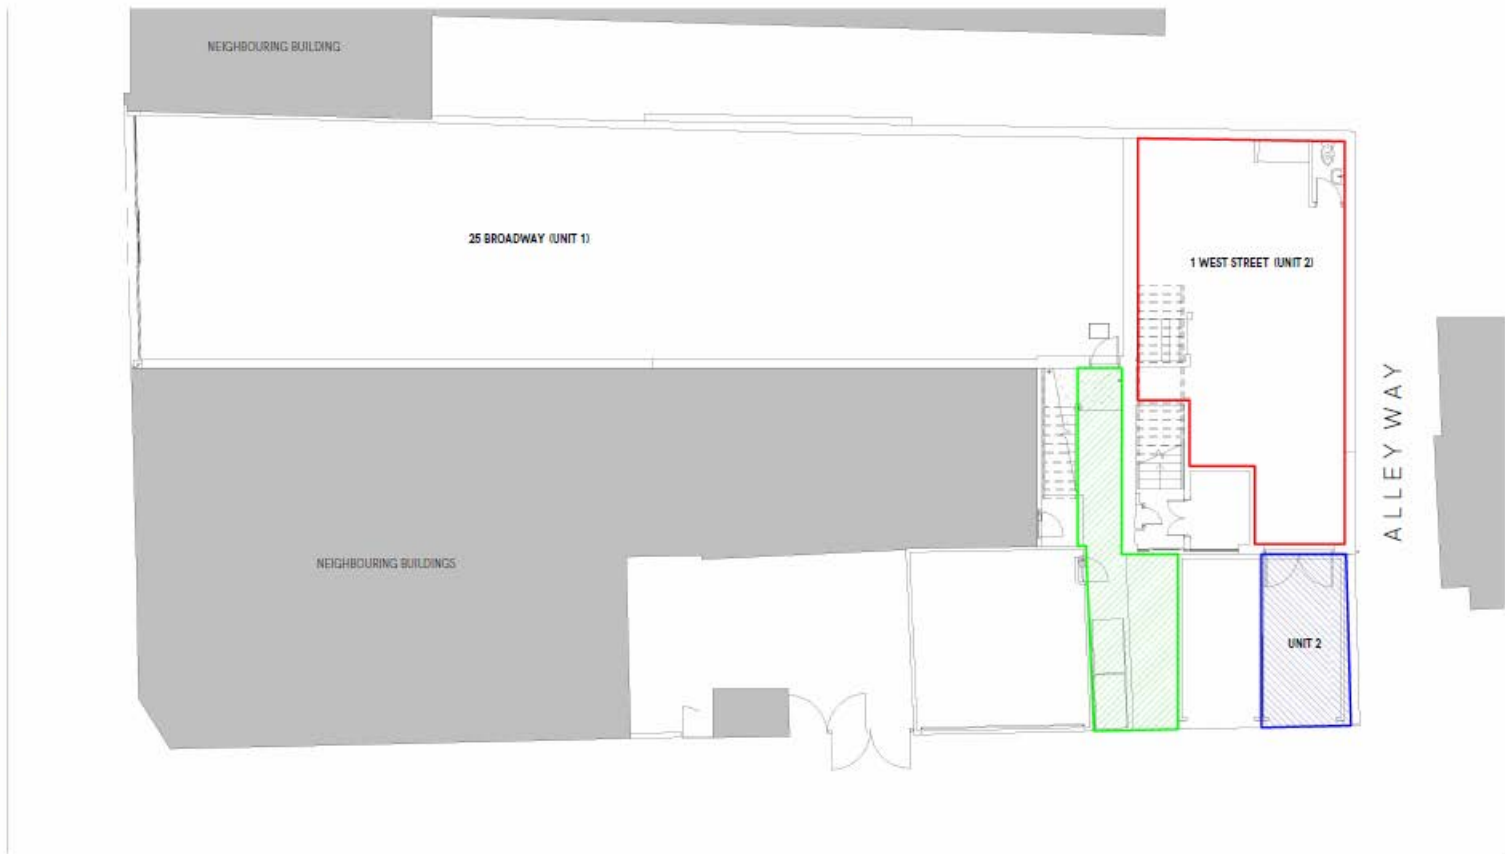 NEIGHBOURING BUILDING
25 BROADWAY (UNIT 1)
1 WEST STREET (UNIT 2)
ALLEY WAY
NEIGHBOURING BUILDINGS
UNIT 2